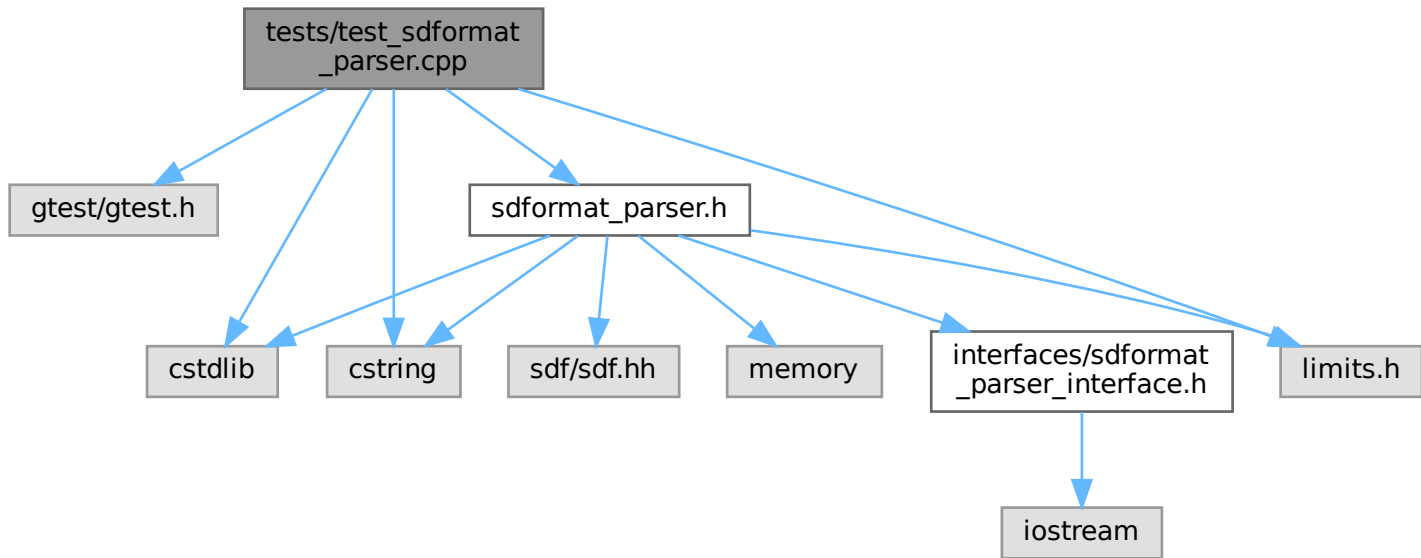 tests/test_sdformat
_parser.cpp
gtest/gtest.h
sdformat_parser.h
cstdlib
cstring
sdf/sdf.hh
memory
interfaces/sdformat
_parser_interface.h
limits.h
iostream